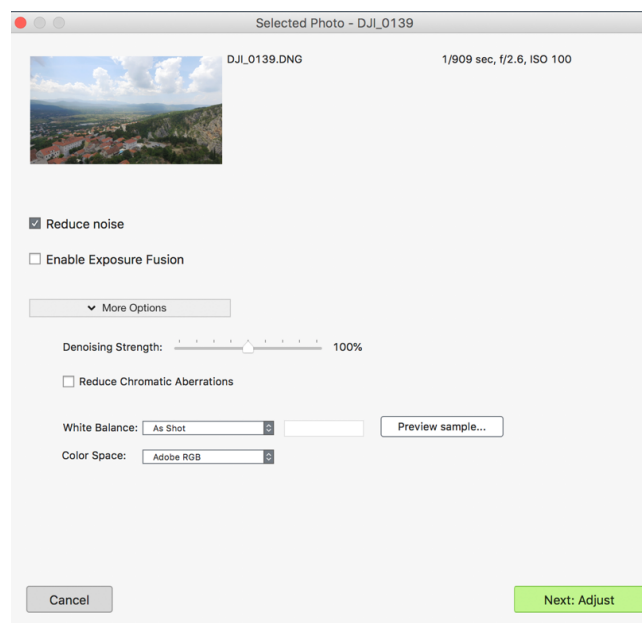 Selected Photo - DJI_0139
DJI_0139.DNG 1/909 sec, f/2.6, ISO 100
Reduce noise
Enable Exposure Fusion
More Options
Denoising Strength: 100%
Reduce Chromatic Aberrations
White Balance: As Shot Preview sample...
Color Space: Adobe RGB
Cancel Next: Adjust